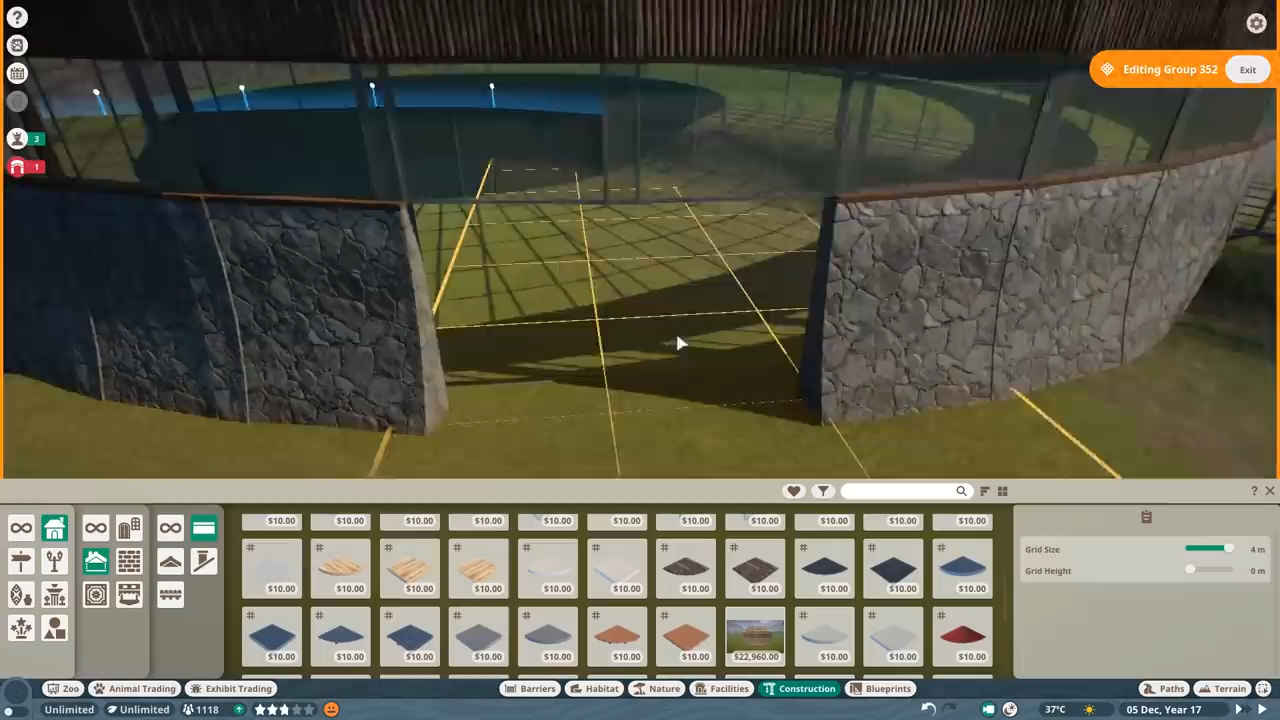 ?
Editing Group 352 Exit
3
1
? ×
$10.00 $10.00 $10.00 $10.00 $10.00 $10.00 $10.00 $10.00 $10.00 $10.00 $10.00
Grid Size 4 m
Grid Height 0 m
$10.00 $10.00 $10.00 $10.00 $10.00 $10.00 $10.00 $10.00 $10.00 $10.00 $10.00
$10.00 $10.00 $10.00 $10.00 $10.00 $10.00 $10.00 $22,960.00 $10.00 $10.00 $10.00
Zoo Animal Trading Exhibit Trading Barriers Habitat Nature Facilities Construction Blueprints Paths Terrain
Unlimited Unlimited 1118 37°C 05 Dec, Year 17